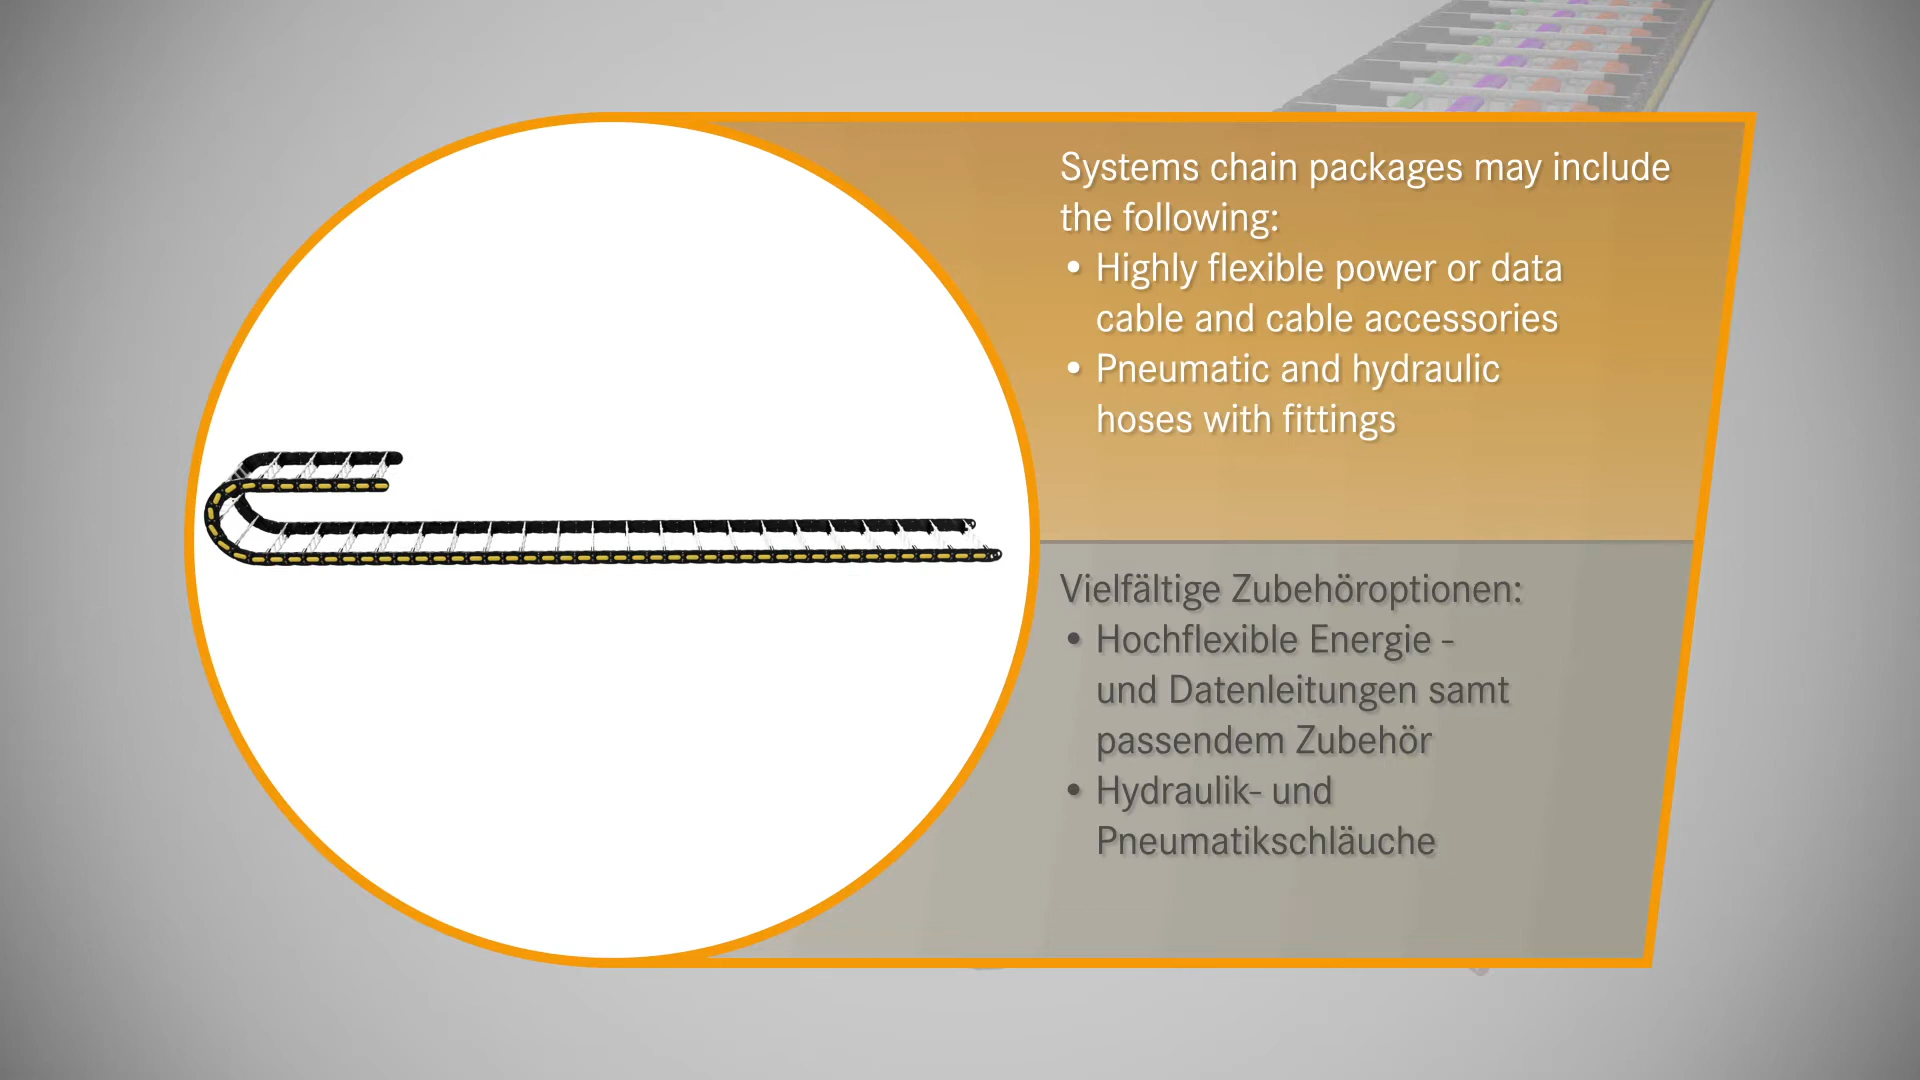 Systems chain packages may include
the following:
• Highly flexible power or data
cable and cable accessories
• Pneumatic and hydraulic
hoses with fittings
Vielfältige Zubehöroptionen:
• Hochflexible Energie -
und Datenleitungen samt
passendem Zubehör
• Hydraulik- und
Pneumatikschläuche